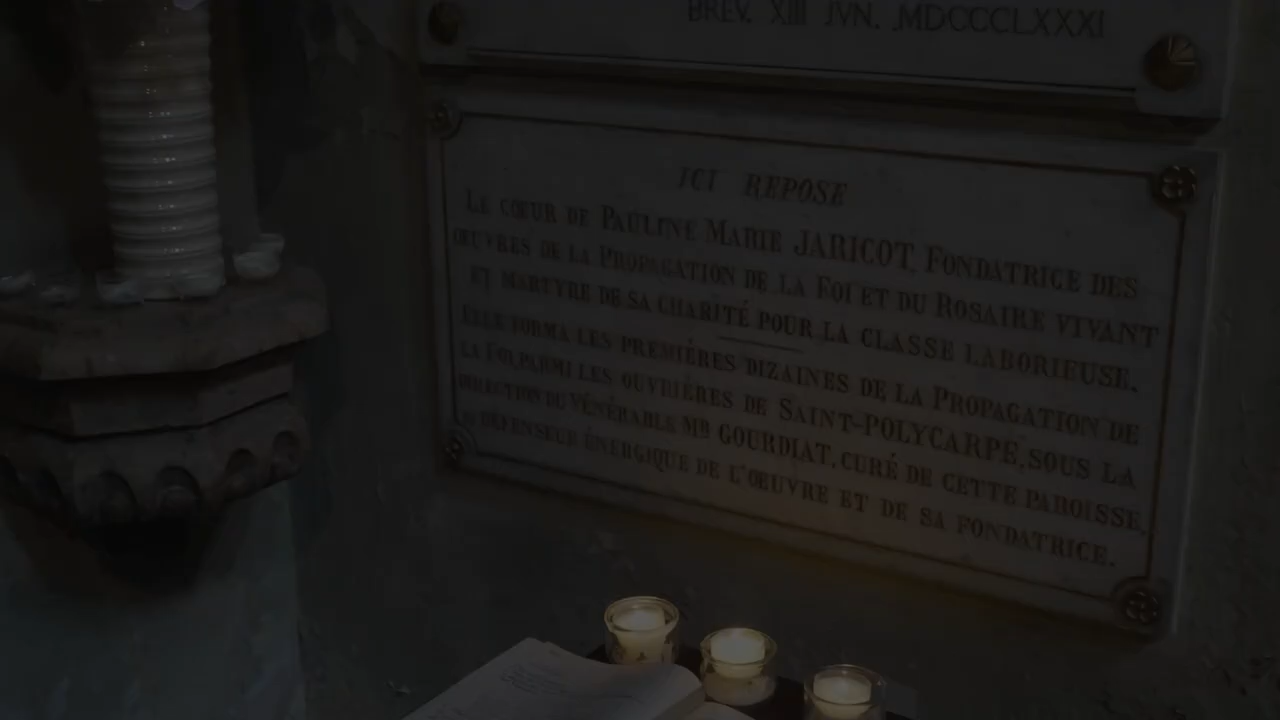 BREV. XIII JVN. MDCCCLXXXI
ICI REPOSE
LE CŒUR DE PAULINE MARIE JARICOT, FONDATRICE DES
ŒUVRES DE LA PROPAGATION DE LA FOI ET DU ROSAIRE VIVANT
ET MARTYRE DE SA CHARITÉ POUR LA CLASSE LABORIEUSE.
ELLE FORMA LES PREMIÈRES DIZAINES DE LA PROPAGATION DE
LA FOI, PARMI LES OUVRIÈRES DE SAINT-POLYCARPE, SOUS LA
DIRECTION DU VÉNÉRABLE MR GOURDIAT, CURÉ DE CETTE PAROISSE,
DÉFENSEUR ÉNERGIQUE DE L'ŒUVRE ET DE SA FONDATRICE.